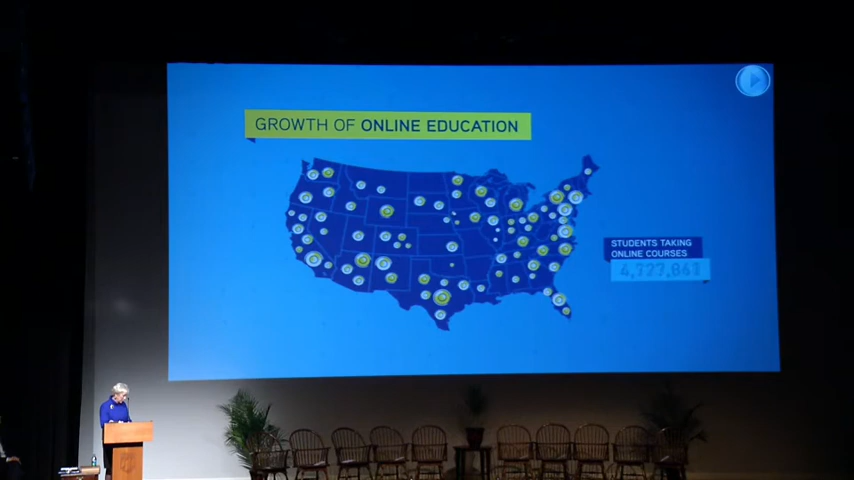 GROWTH OF ONLINE EDUCATION
STUDENTS TAKING
ONLINE COURSES